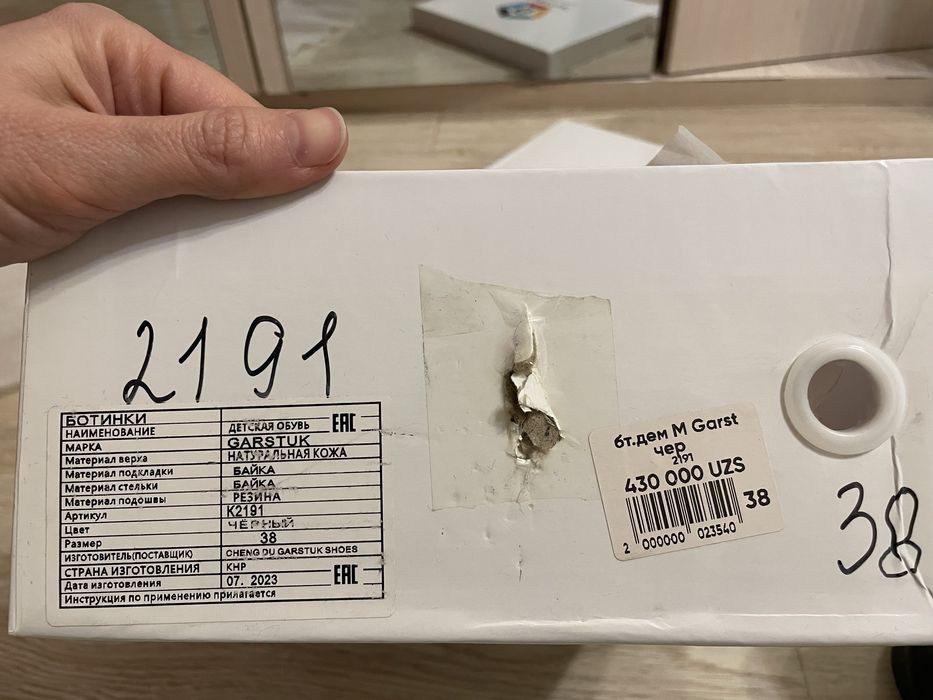 2191
БОТИНКИ
НАИМЕНОВАНИЕ ДЕТСКАЯ ОБУВЬ EAC
МАРКА GARSTUK
Материал верха НАТУРАЛЬНАЯ КОЖА
Материал подкладки БАЙКА
Материал стельки БАЙКА
Материал подошвы РЕЗИНА
Артикул K2191
Цвет ЧЁРНЫЙ
Размер 38
ИЗГОТОВИТЕЛЬ(ПОСТАВЩИК) CHENG DU GARSTUK SHOES
СТРАНА ИЗГОТОВЛЕНИЯ КНР
Дата изготовления 07. 2023 EAC
Инструкция по применению прилагается
бт.дем М Garst
чер
2191
430 000 UZS
38
2 000000 023540
38